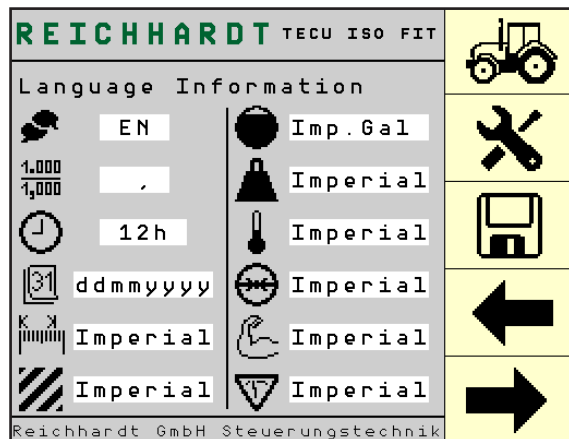 REICHHARDT TECU ISO FIT
Language Information
EN
Imp.Gal
1.000
1,000
,
Imperial
12h
Imperial
31
ddmmyyyy
Imperial
K K
Imperial
Imperial
Imperial
Imperial
Reichhardt GmbH Steuerungstechnik